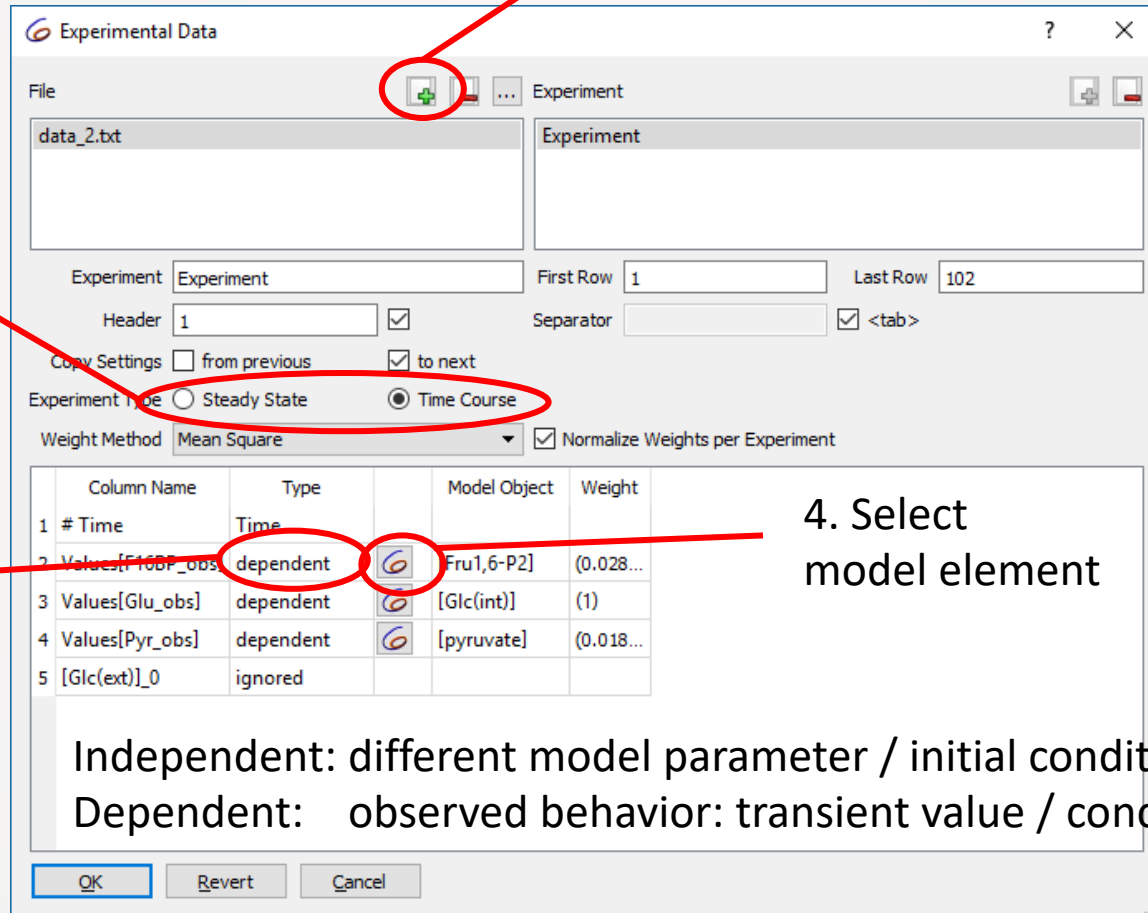 Experimental Data ?
File ... Experiment
data_2.txt Experiment
Experiment Experiment First Row 1 Last Row 102
Header 1 Separator <tab>
Copy Settings from previous to next
Experiment Type Steady State Time Course
Weight Method Mean Square Normalize Weights per Experiment
Column Name Type Model Object Weight
1 # Time Time
2 Values[F16BP_obs] dependent [Fru1,6-P2] (0.028...
3 Values[Glu_obs] dependent [Glc(int)] (1)
4 Values[Pyr_obs] dependent [pyruvate] (0.018...
5 [Glc(ext)]_0 ignored
4. Select
model element
Independent: different model parameter / initial condit
Dependent: observed behavior: transient value / conc
OK Revert Cancel